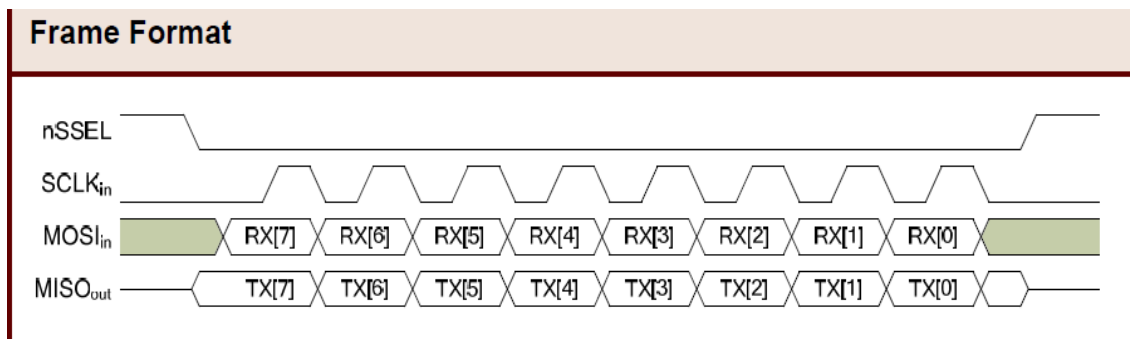 Frame Format
nSSEL
SCLKin
MOSIin RX[7] RX[6] RX[5] RX[4] RX[3] RX[2] RX[1] RX[0]
MISOout TX[7] TX[6] TX[5] TX[4] TX[3] TX[2] TX[1] TX[0]